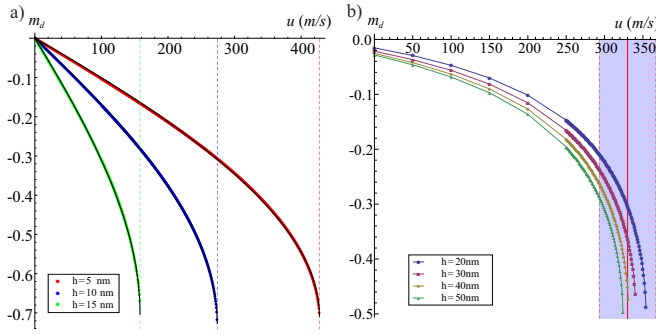 a)
m_d
u (m/s)
100 200 300 400
-0.1
-0.2
-0.3
-0.4
-0.5
-0.6
-0.7
h=5 nm
h=10 nm
h=15 nm
b)
m_d
u (m/s)
0.0
0 50 100 150 200 250 300 350
-0.1
-0.2
-0.3
-0.4
-0.5
h=20nm
h=30nm
h=40nm
h=50nm